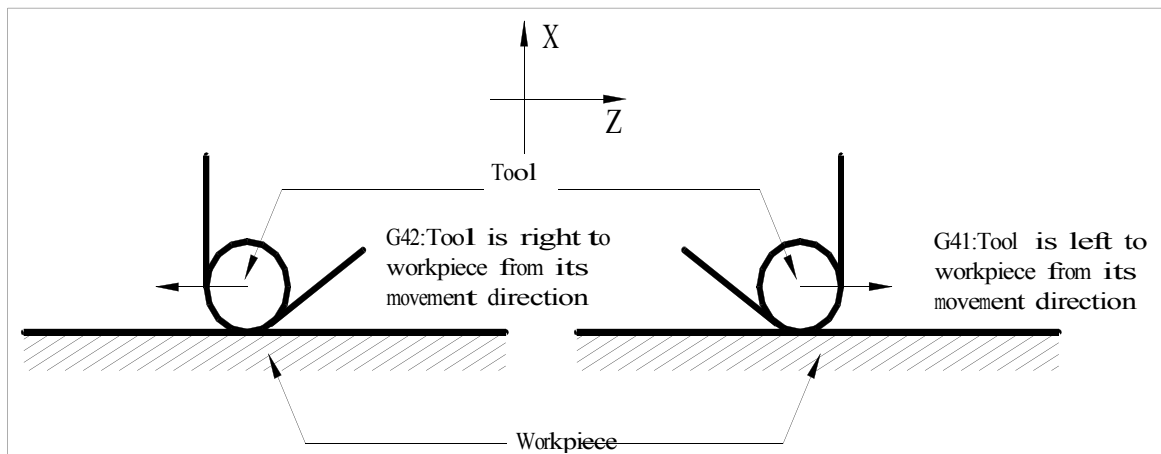 X
Z
Tool
G42:Tool is right to
workpiece from its
movement direction
G41:Tool is left to
workpiece from its
movement direction
Workpiece